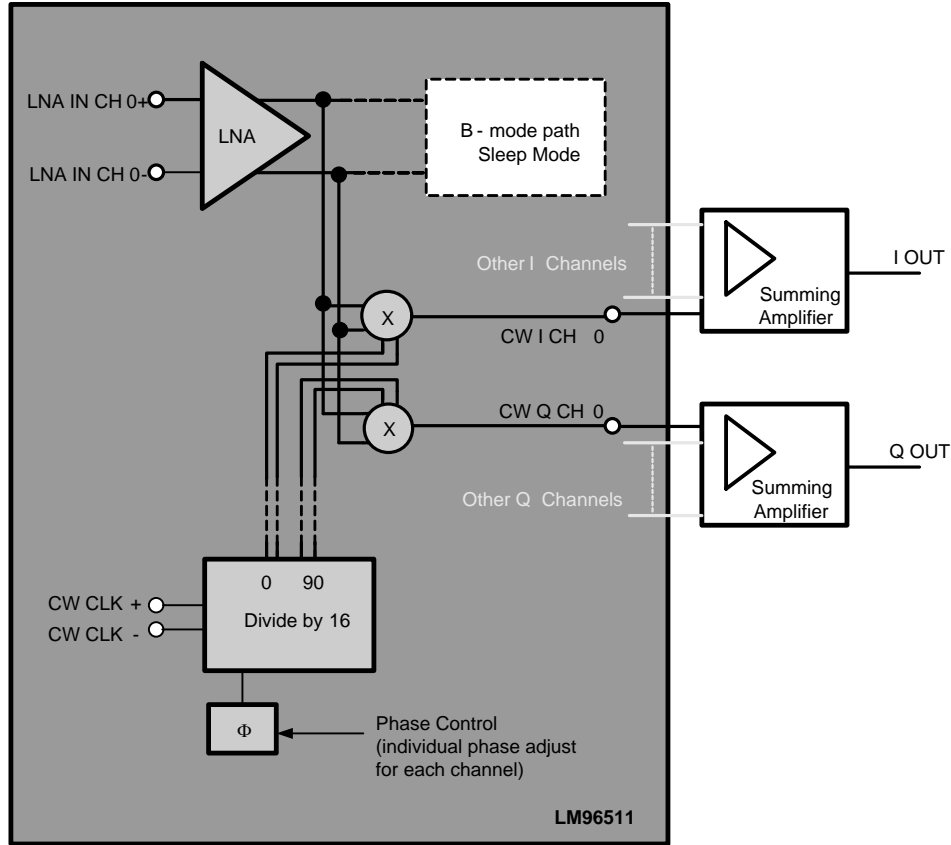 LNA IN CH 0+
LNA
LNA IN CH 0-
B - mode path
Sleep Mode
Other I Channels
I OUT
Summing
Amplifier
X
CW I CH 0
CW Q CH 0
X
Q OUT
Other Q Channels
Summing
Amplifier
0 90
CW CLK +
Divide by 16
CW CLK -
Φ
Phase Control
(individual phase adjust
for each channel)
LM96511